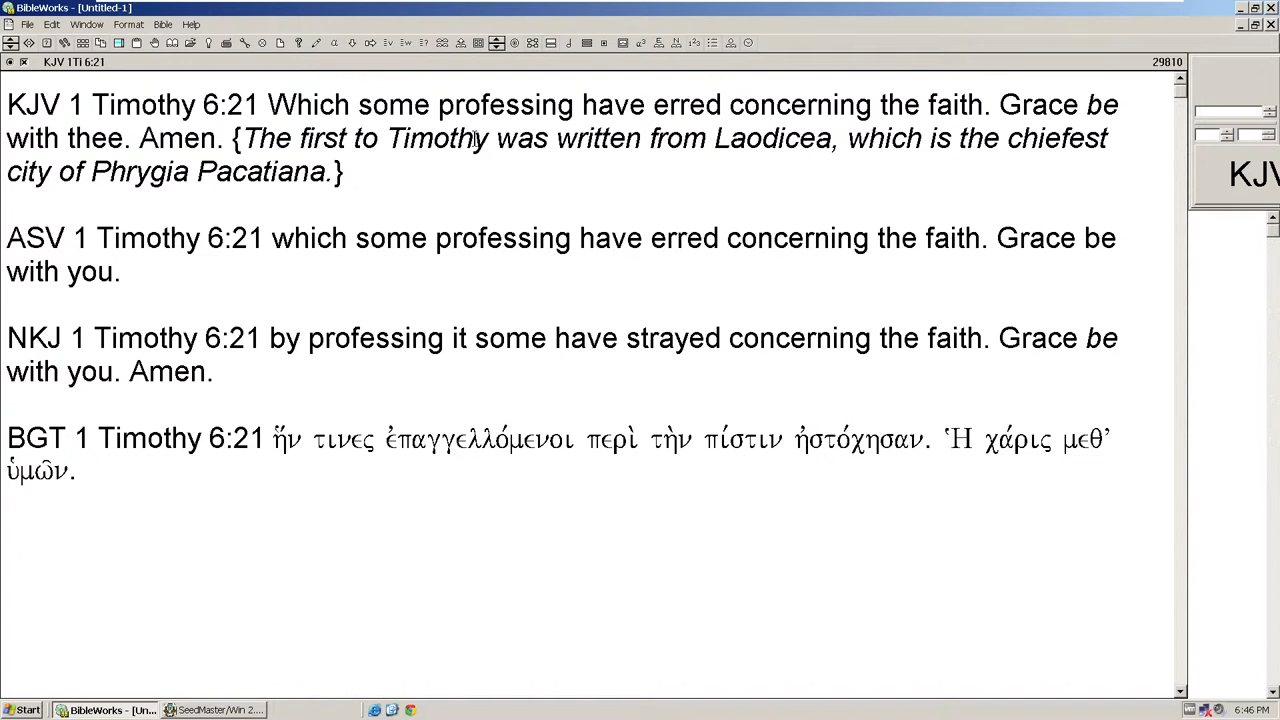 BibleWorks - [Untitled-1]
File Edit Window Format Bible Help
KJV 1Ti 6:21 29810
KJV 1 Timothy 6:21 Which some professing have erred concerning the faith. Grace be
with thee. Amen. {The first to Timothy was written from Laodicea, which is the chiefest
city of Phrygia Pacatiana.}
KJV
ASV 1 Timothy 6:21 which some professing have erred concerning the faith. Grace be
with you.
NKJ 1 Timothy 6:21 by professing it some have strayed concerning the faith. Grace be
with you. Amen.
BGT 1 Timothy 6:21 ἥν τινες ἐπαγγελλόμενοι περὶ τὴν πίστιν ἠστόχησαν. Ἡ χάρις μεθ’
ὑμῶν.
Start BibleWorks - [Un... SeedMaster/Win 2.... 6:46 PM